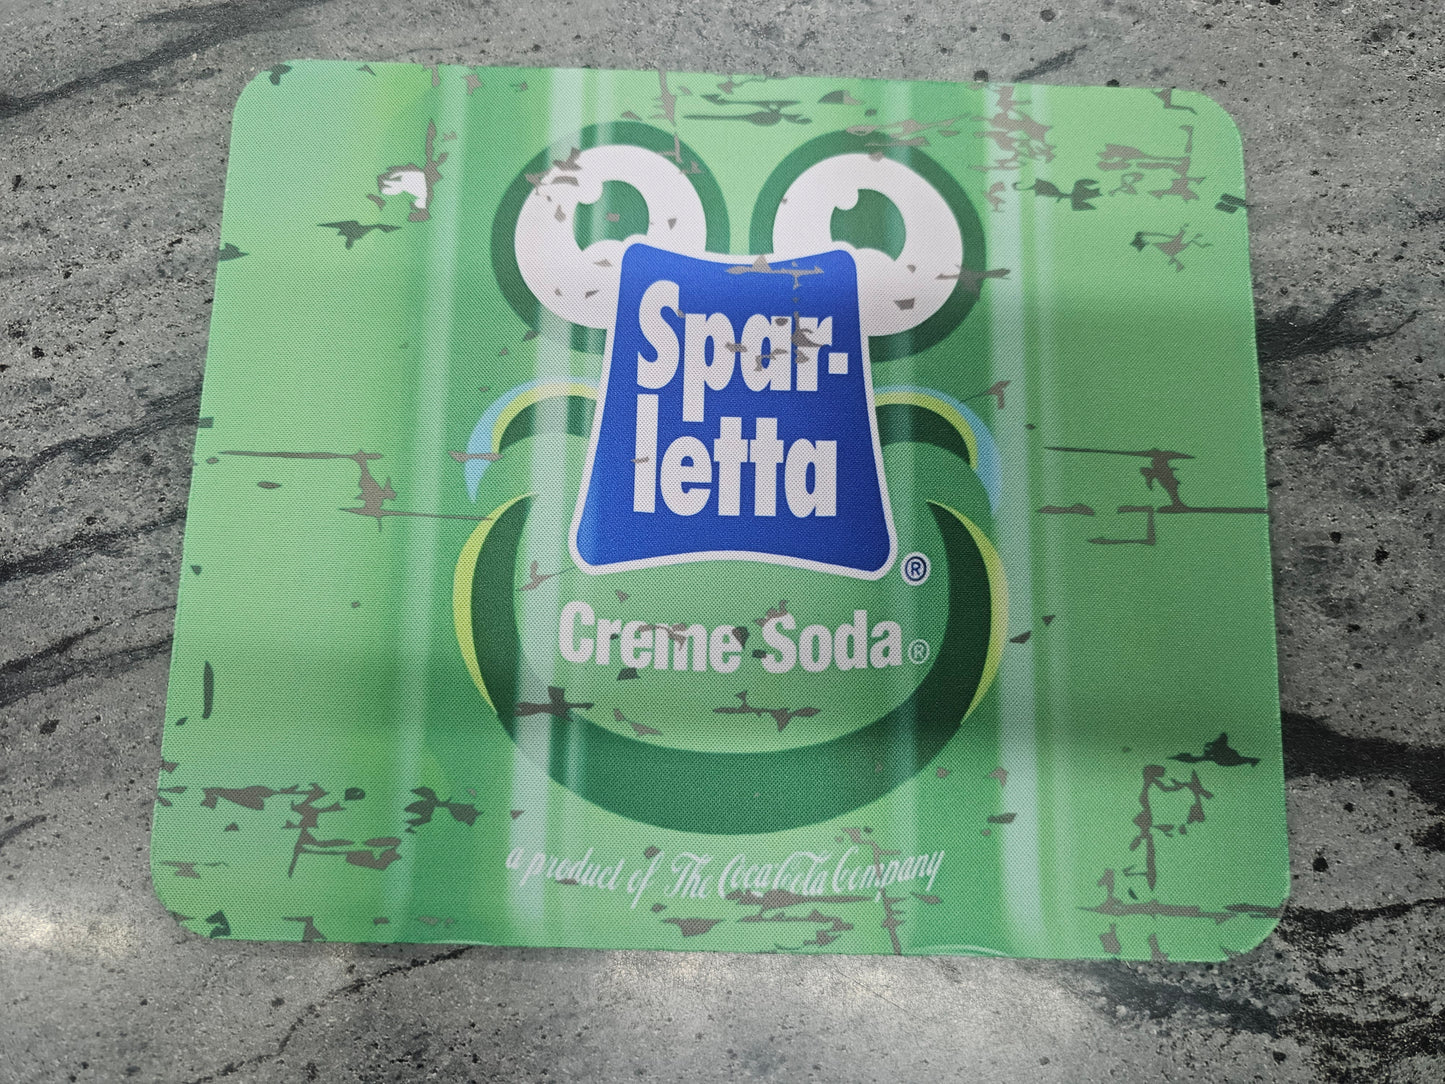 Spar-
letta
®
Creme Soda®
a product of The Coca-Cola Company